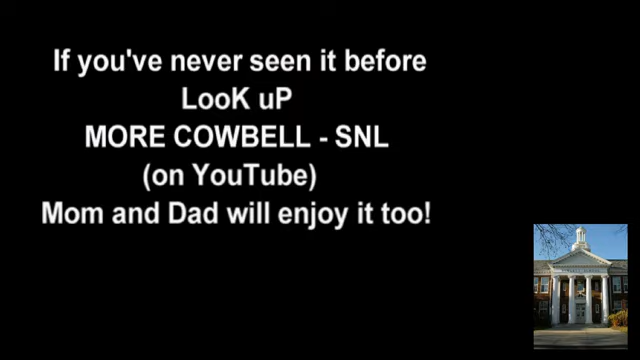 If you've never seen it before
LooK uP
MORE COWBELL - SNL
(on YouTube)
Mom and Dad will enjoy it too!